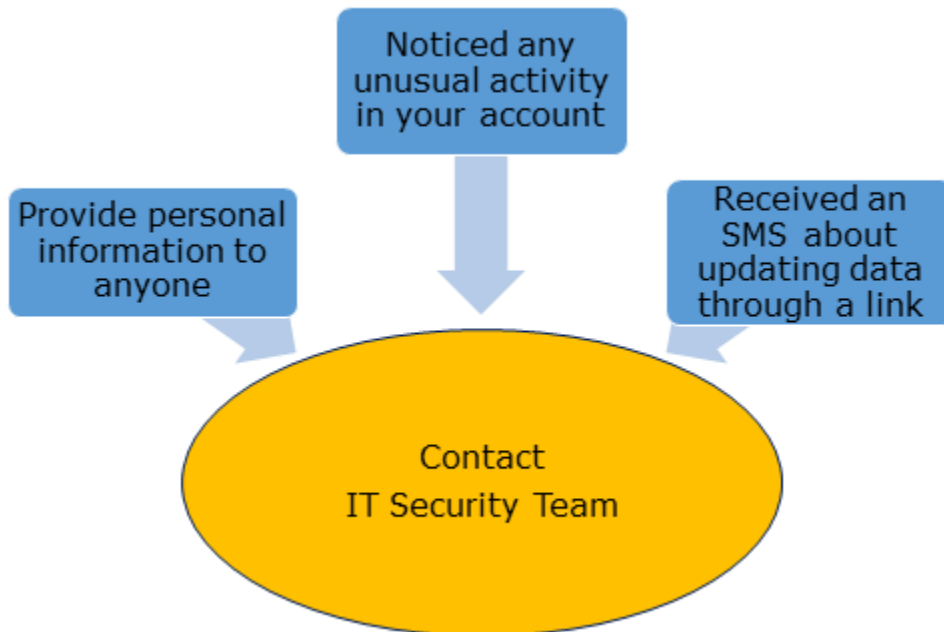 Noticed any
unusual activity
in your account
Provide personal
information to
anyone
Received an
SMS about
updating data
through a link
Contact
IT Security Team